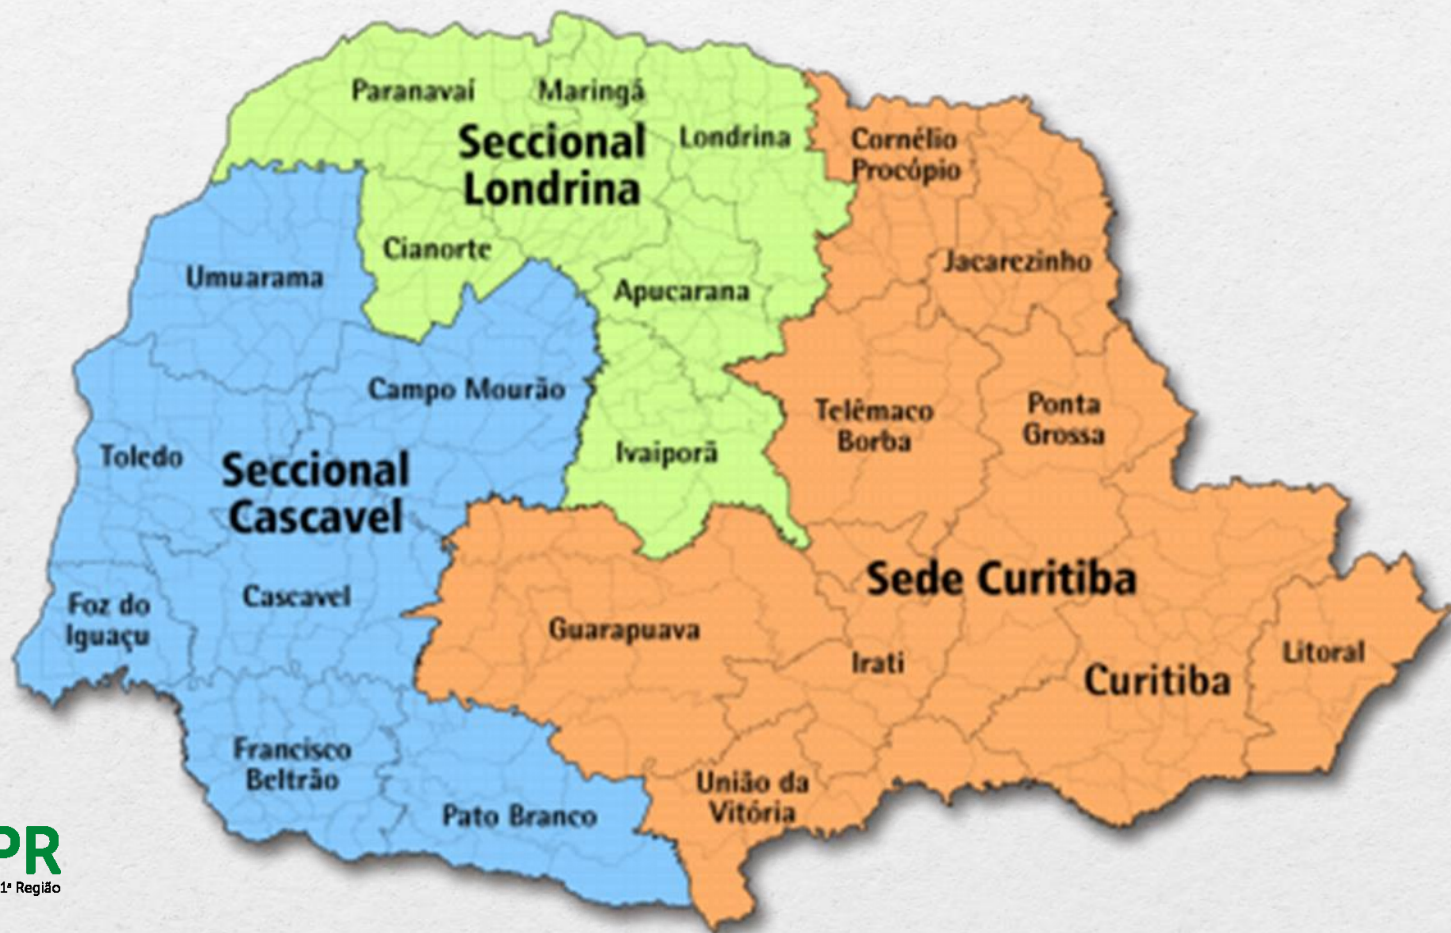 Paranavaí
Maringá
Seccional
Londrina
Londrina
Cornélio
Procópio
Cianorte
Umuarama
Jacarezinho
Apucarana
Campo Mourão
Telêmaco
Borba
Ponta
Grossa
Toledo
Seccional
Cascavel
Ivaiporã
Sede Curitiba
Foz do
Iguaçu
Cascavel
Guarapuava
Irati
Litoral
Curitiba
Francisco
Beltrão
Pato Branco
União da
Vitória
PR
1ª Região